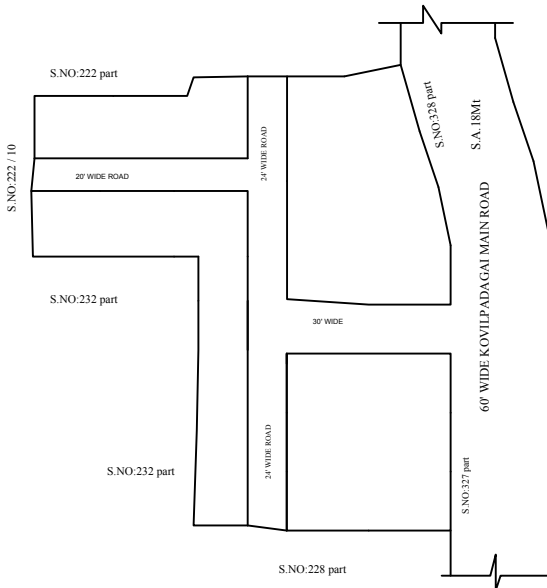 S.NO:222 part
S.NO:328 part
S.A.18Mt
24' WIDE ROAD
S.NO:222 / 10
20' WIDE ROAD
60' WIDE KOVILPADAGAI MAIN ROAD
S.NO:232 part
30' WIDE
24' WIDE ROAD
S.NO:232 part
S.NO:327 part
S.NO:228 part